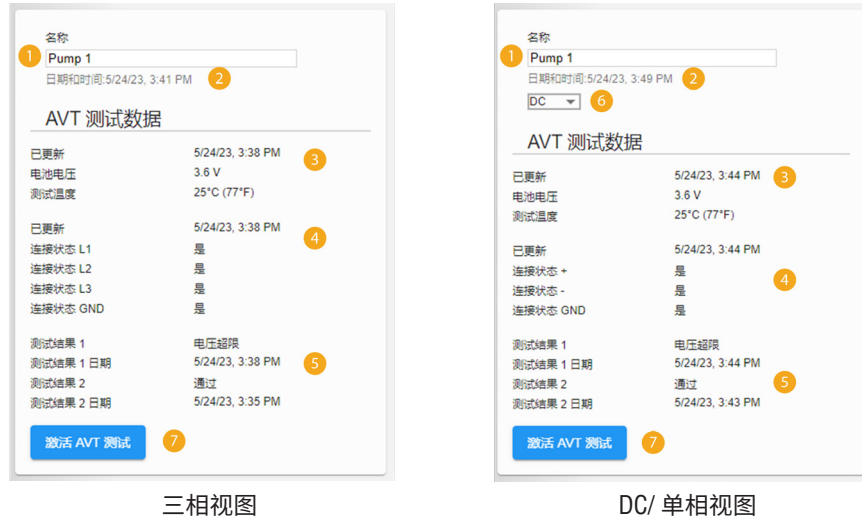 名称
1
Pump 1
日期和时间:5/24/23, 3:41 PM 2
AVT 测试数据
已更新 5/24/23, 3:38 PM 3
电池电压 3.6 V
测试温度 25°C (77°F)
已更新 5/24/23, 3:38 PM 4
连接状态 L1 是
连接状态 L2 是
连接状态 L3 是
连接状态 GND 是
测试结果 1 电压超限
测试结果 1 日期 5/24/23, 3:38 PM 5
测试结果 2 通过
测试结果 2 日期 5/24/23, 3:35 PM
激活 AVT 测试 7
三相视图
名称
1
Pump 1
日期和时间:5/24/23, 3:49 PM 2
DC 6
AVT 测试数据
已更新 5/24/23, 3:44 PM 3
电池电压 3.6 V
测试温度 25°C (77°F)
已更新 5/24/23, 3:44 PM
连接状态 + 是 4
连接状态 - 是
连接状态 GND 是
测试结果 1 电压超限
测试结果 1 日期 5/24/23, 3:44 PM
测试结果 2 通过 5
测试结果 2 日期 5/24/23, 3:43 PM
激活 AVT 测试 7
DC/ 单相视图